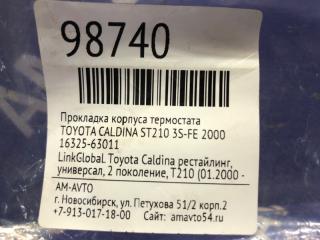 98740
Прокладка корпуса термостата
TOYOTA CALDINA ST210 3S-FE 2000
16325-63011
LinkGlobal Toyota Caldina рестайлинг,
универсал, 2 поколение, T210 (01.2000 -
AM-AVTO
г. Новосибирск, ул. Петухова 51/2 корп.2
+7-913-017-18-00 Сайт: amavto54.ru